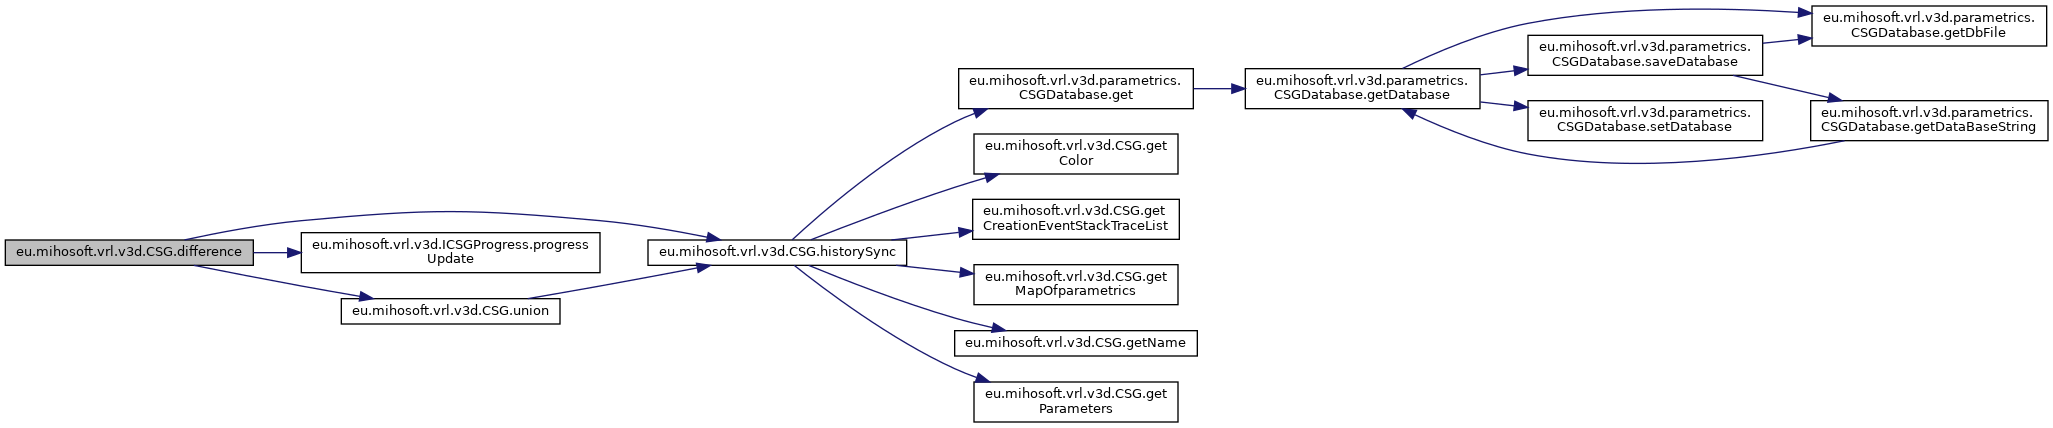 eu.mihosoft.vrl.v3d.CSG.difference
eu.mihosoft.vrl.v3d.ICSGProgress.progress
Update
eu.mihosoft.vrl.v3d.CSG.union
eu.mihosoft.vrl.v3d.CSG.historySync
eu.mihosoft.vrl.v3d.parametrics.
CSGDatabase.get
eu.mihosoft.vrl.v3d.CSG.get
Color
eu.mihosoft.vrl.v3d.CSG.get
CreationEventStackTraceList
eu.mihosoft.vrl.v3d.CSG.get
MapOfparametrics
eu.mihosoft.vrl.v3d.CSG.getName
eu.mihosoft.vrl.v3d.CSG.get
Parameters
eu.mihosoft.vrl.v3d.parametrics.
CSGDatabase.getDatabase
eu.mihosoft.vrl.v3d.parametrics.
CSGDatabase.saveDatabase
eu.mihosoft.vrl.v3d.parametrics.
CSGDatabase.setDatabase
eu.mihosoft.vrl.v3d.parametrics.
CSGDatabase.getDbFile
eu.mihosoft.vrl.v3d.parametrics.
CSGDatabase.getDataBaseString